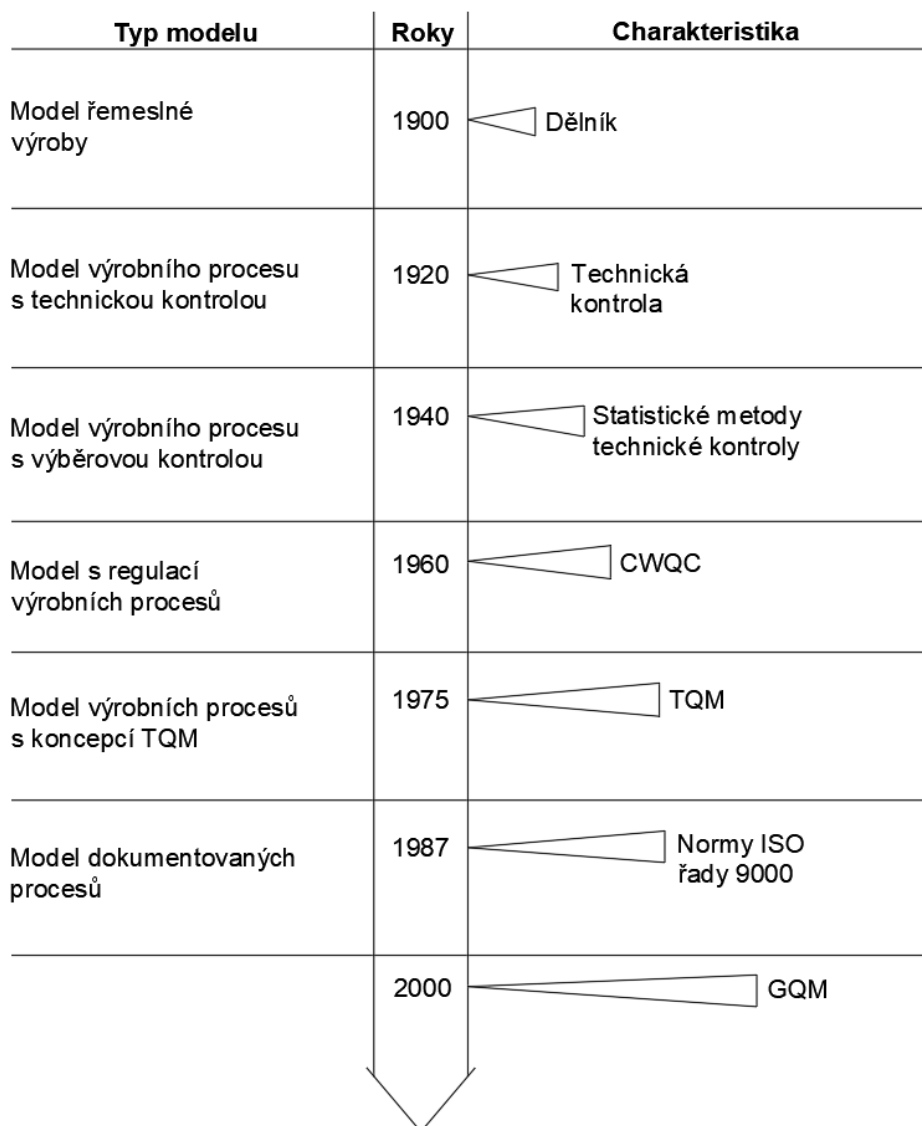 Typ modelu Roky Charakteristika
Model řemeslné
výroby
1900
Dělník
Model výrobního procesu
s technickou kontrolou
1920
Technická
kontrola
Model výrobního procesu
s výběrovou kontrolou
1940
Statistické metody
technické kontroly
Model s regulací
výrobních procesů
1960
CWQC
Model výrobních procesů
s koncepcí TQM
1975
TQM
Model dokumentovaných
procesů
1987
Normy ISO
řady 9000
2000
GQM